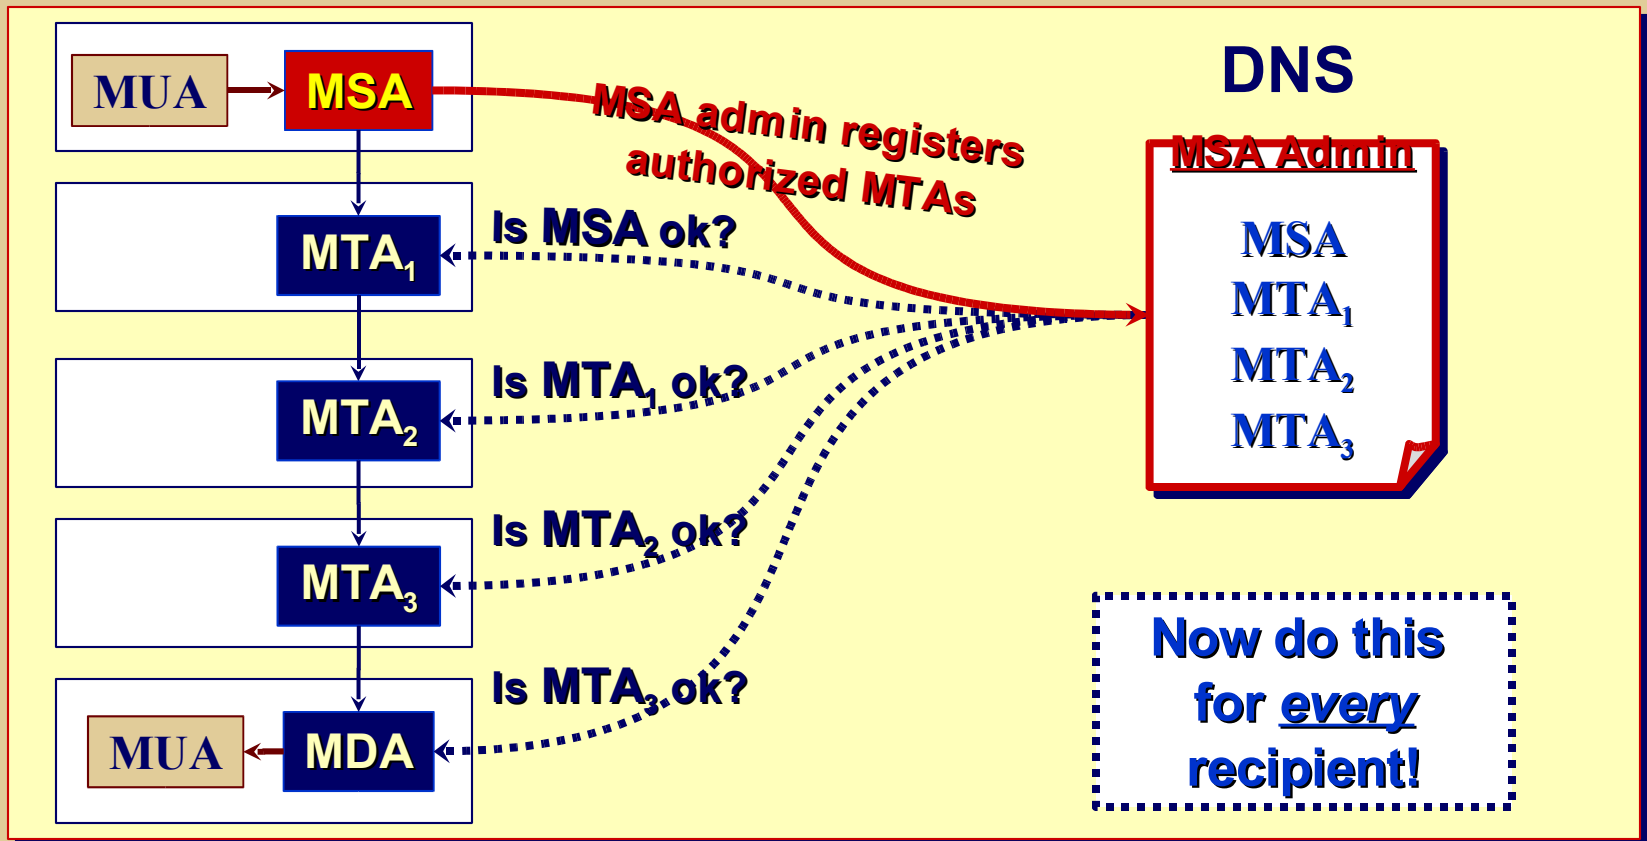 MUA
MSA
MSA admin registers
authorized MTAs
DNS
MSA Admin
MSA
MTA1
MTA2
MTA3
MTA1
Is MSA ok?
MTA2
Is MTA1 ok?
MTA3
Is MTA2 ok?
MUA
MDA
Is MTA3 ok?
Now do this
for every
recipient!